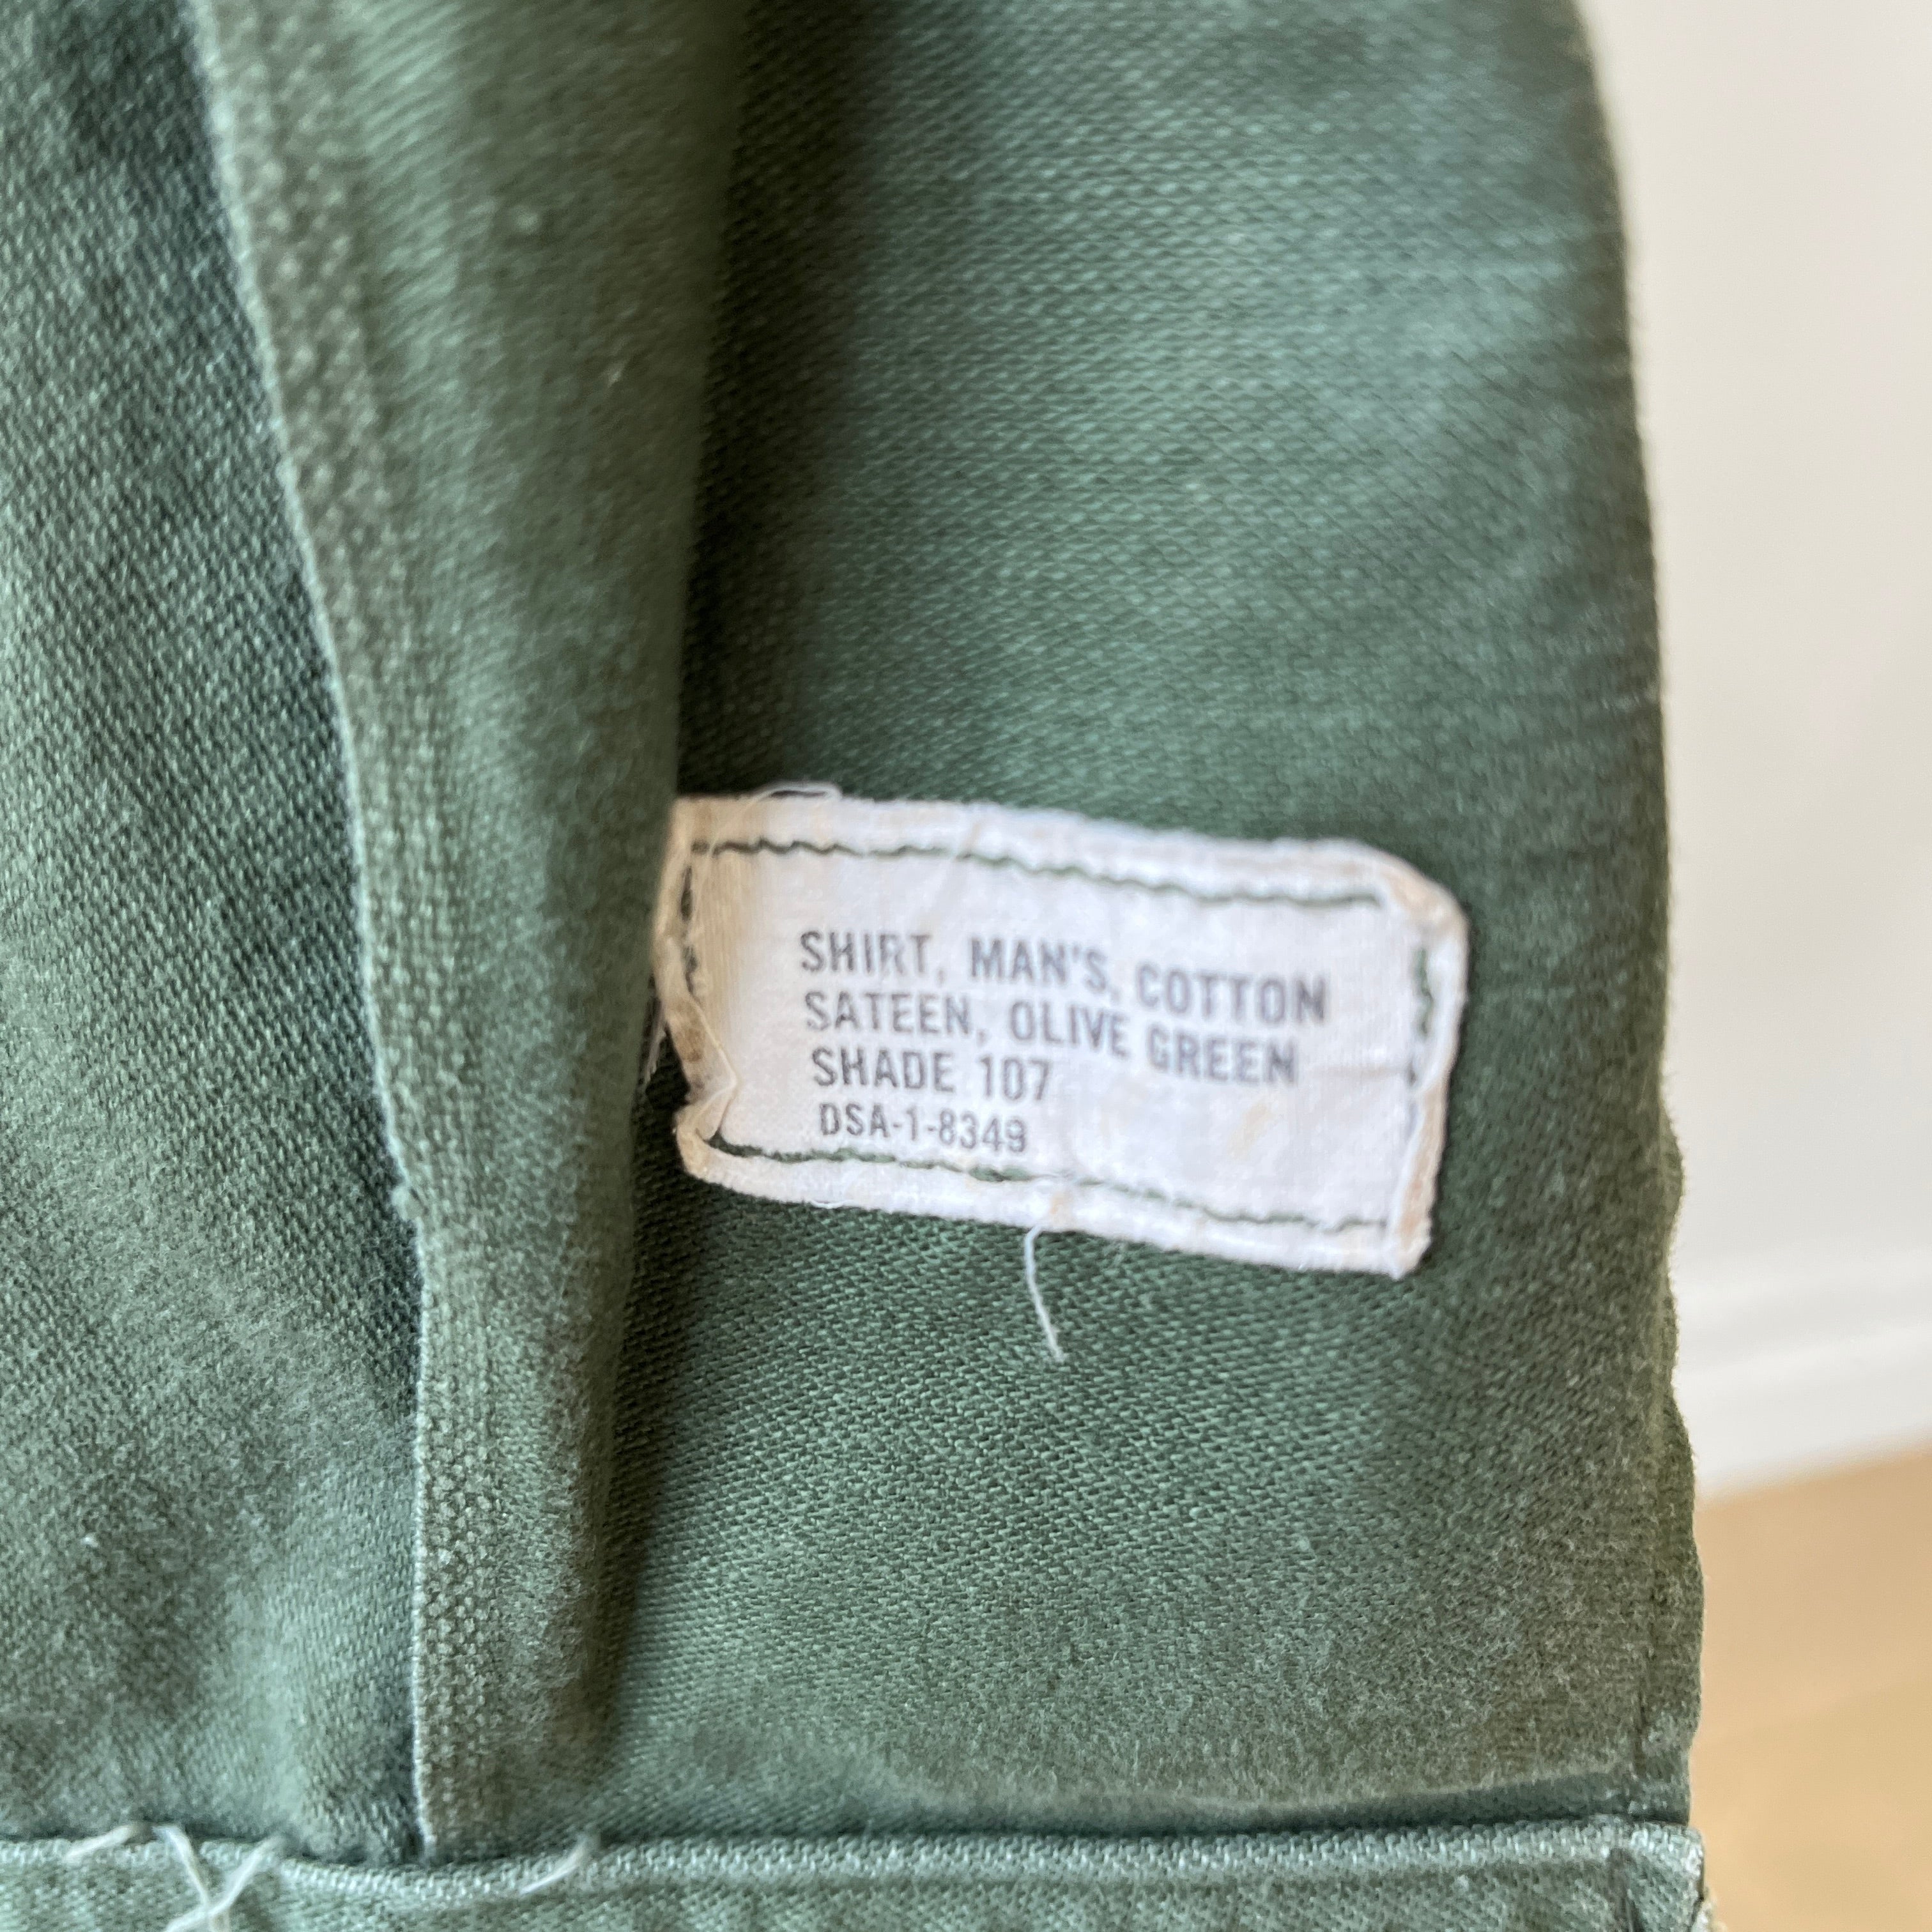 SHIRT, MAN'S, COTTON
SATEEN, OLIVE GREEN
SHADE 107
DSA-1-8349